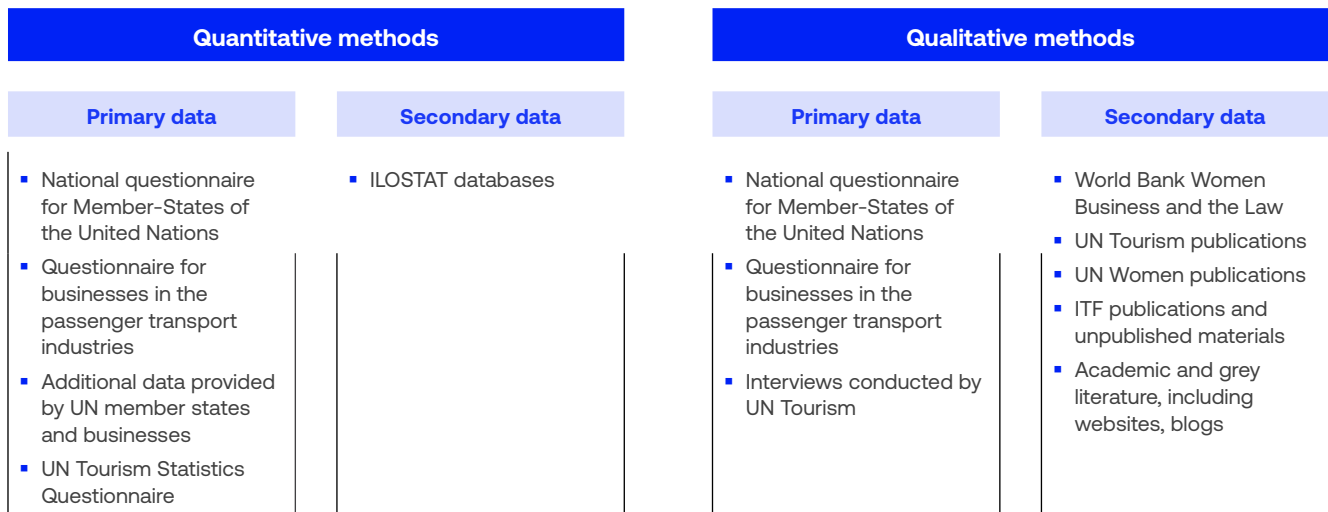 Quantitative methods
Primary data
National questionnaire
for Member-States of
the United Nations
Questionnaire for
businesses in the
passenger transport
industries
Additional data provided
by UN member states
and businesses
UN Tourism Statistics
Questionnaire
Secondary data
ILOSTAT databases
Qualitative methods
Primary data
National questionnaire
for Member-States of
the United Nations
Questionnaire for
businesses in the
passenger transport
industries
Interviews conducted by
UN Tourism
Secondary data
World Bank Women
Business and the Law
UN Tourism publications
UN Women publications
ITF publications and
unpublished materials
Academic and grey
literature, including
websites, blogs